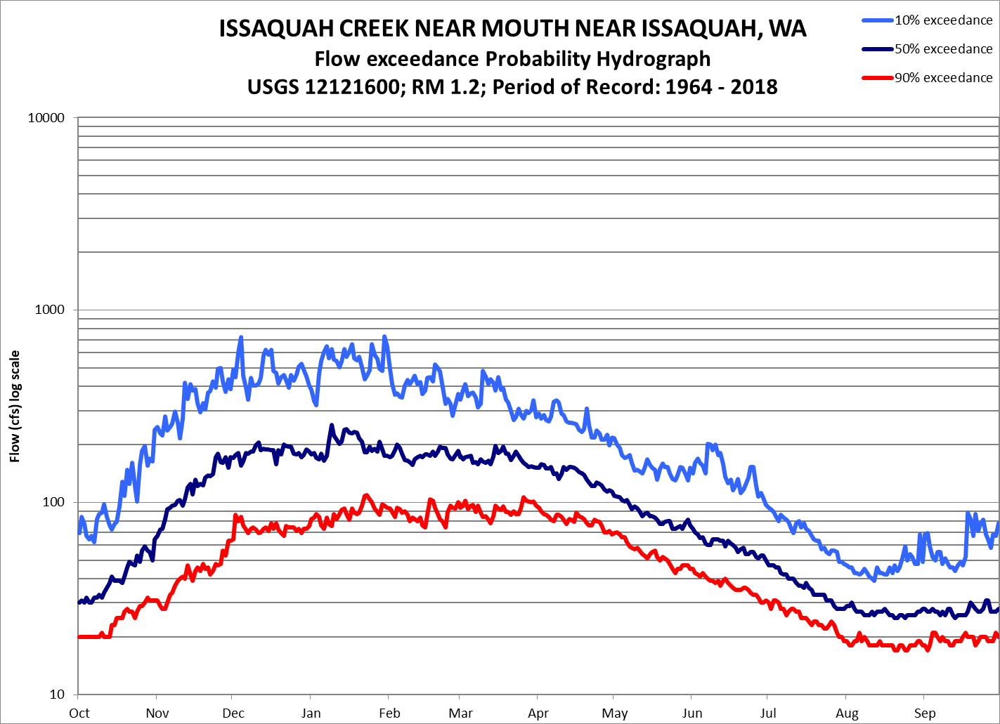 ISSAQUAH CREEK NEAR MOUTH NEAR ISSAQUAH, WA
Flow exceedance Probability Hydrograph
USGS 12121600; RM 1.2; Period of Record: 1964 - 2018
10% exceedance
50% exceedance
90% exceedance
Flow (cfs) log scale
10000
1000
100
10
Oct Nov Dec Jan Feb Mar Apr May Jun Jul Aug Sep